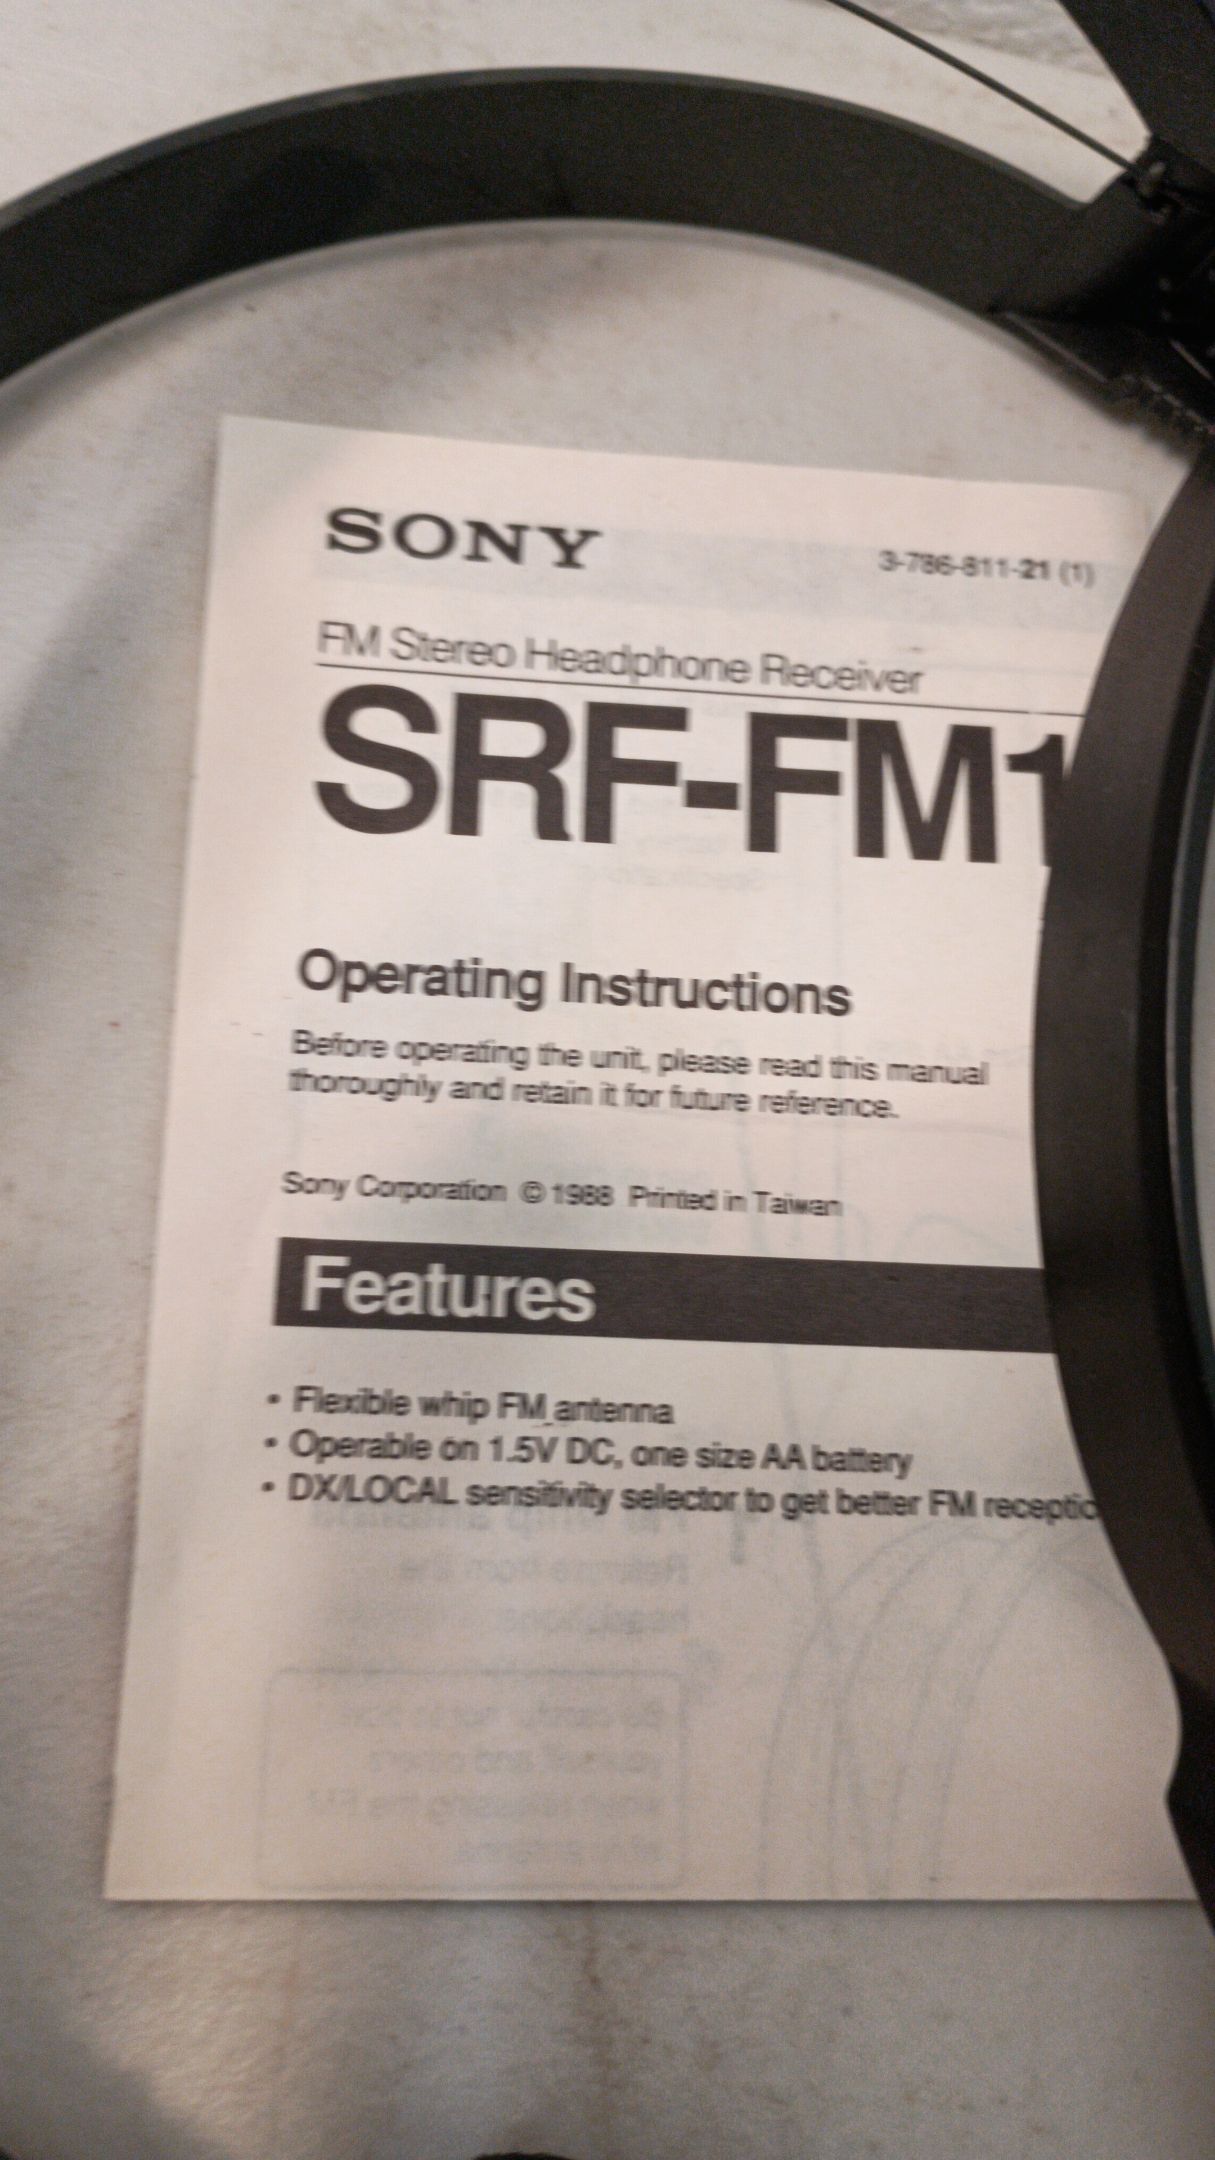 SONY
3-786-811-21 (1)
FM Stereo Headphone Receiver
SRF-FM1
Operating Instructions
Before operating the unit, please read this manual
thoroughly and retain it for future reference.
Sony Corporation © 1988 Printed in Taiwan
Features
• Flexible whip FM antenna
• Operable on 1.5V DC, one size AA battery
• DX/LOCAL sensitivity selector to get better FM receptio